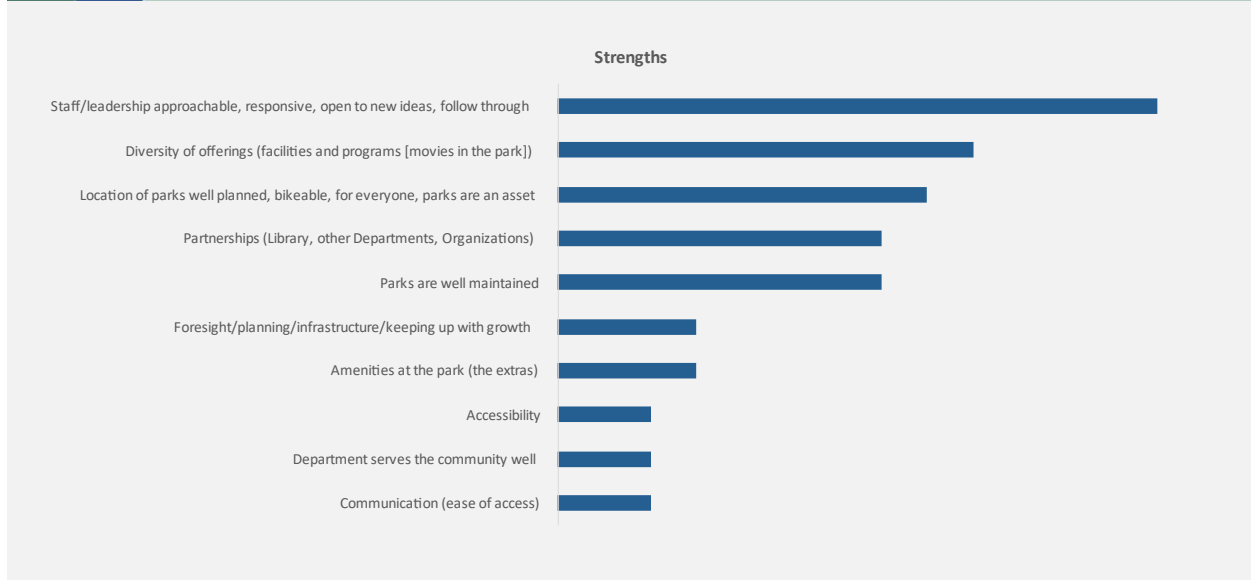 Strengths
Staff/leadership approachable, responsive, open to new ideas, follow through
Diversity of offerings (facilities and programs [movies in the park])
Location of parks well planned, bikeable, for everyone, parks are an asset
Partnerships (Library, other Departments, Organizations)
Parks are well maintained
Foresight/planning/infrastructure/keeping up with growth
Amenities at the park (the extras)
Accessibility
Department serves the community well
Communication (ease of access)